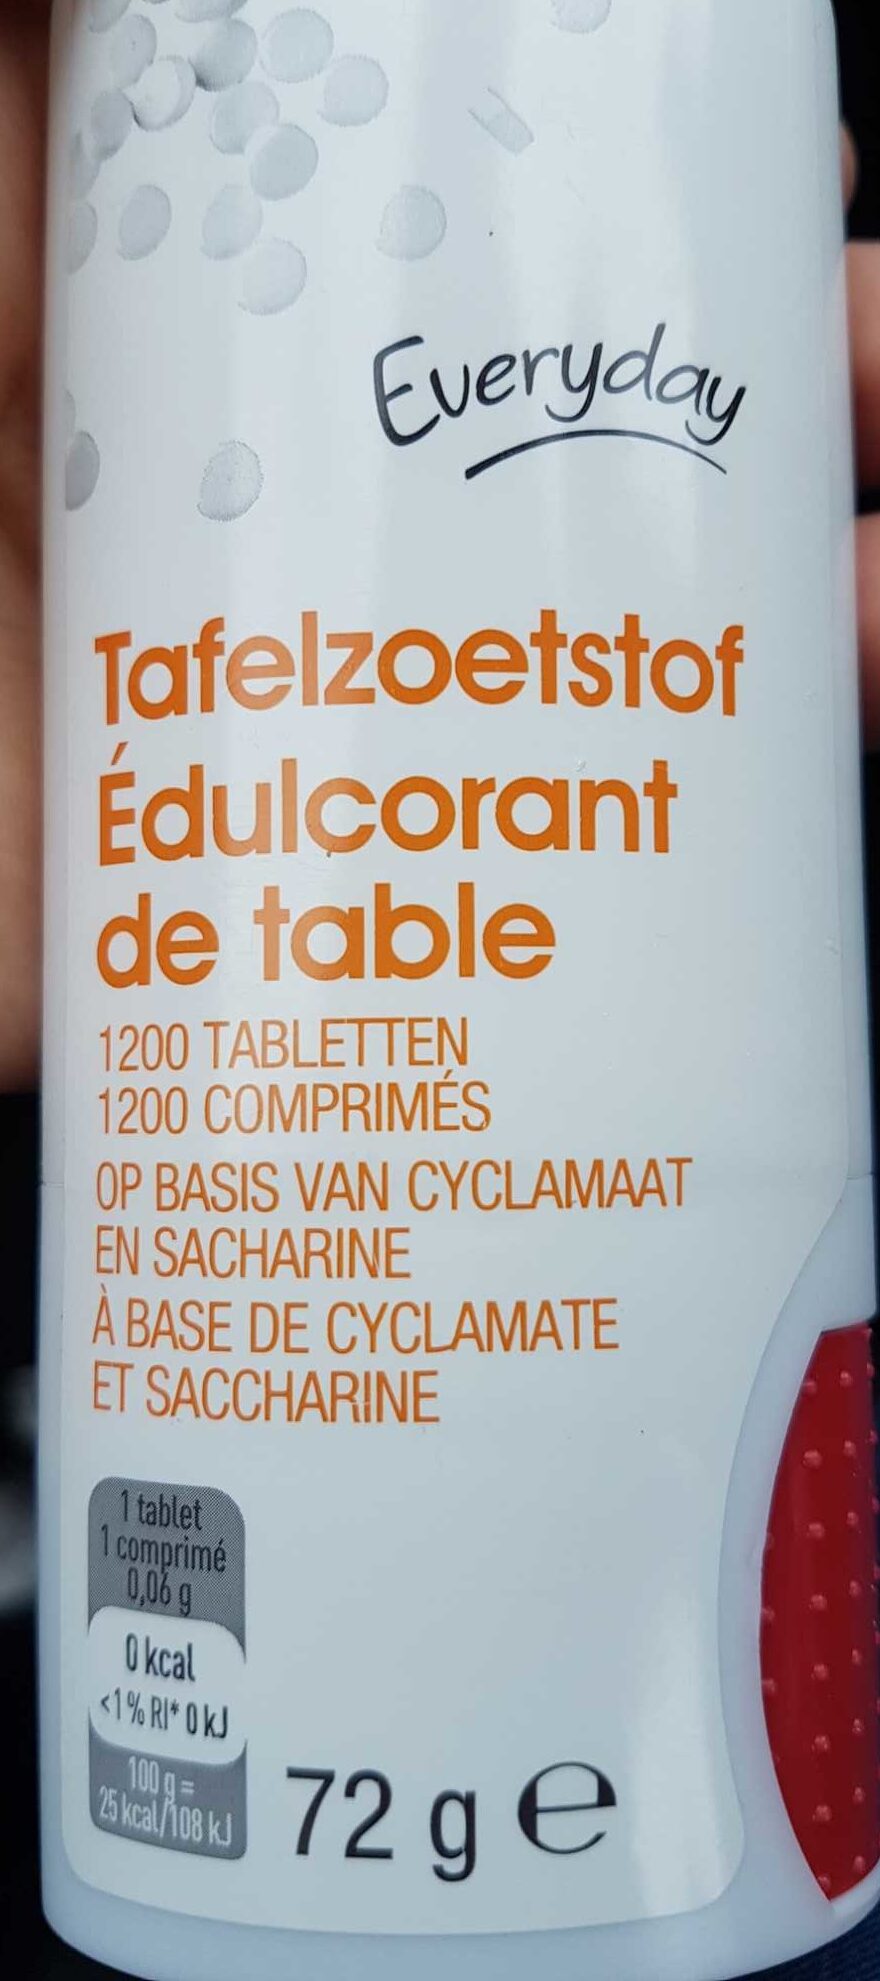 Everyday
Tafelzoetstof
Édulcorant
de table
1200 TABLETTEN
1200 COMPRIMÉS
OP BASIS VAN CYCLAMAAT
EN SACHARINE
À BASE DE CYCLAMATE
ET SACCHARINE
1 tablet
1 comprimé
0,06 g
0 kcal
<1% RI* 0 kJ
100 g =
25 kcal/108 kJ
72 g e